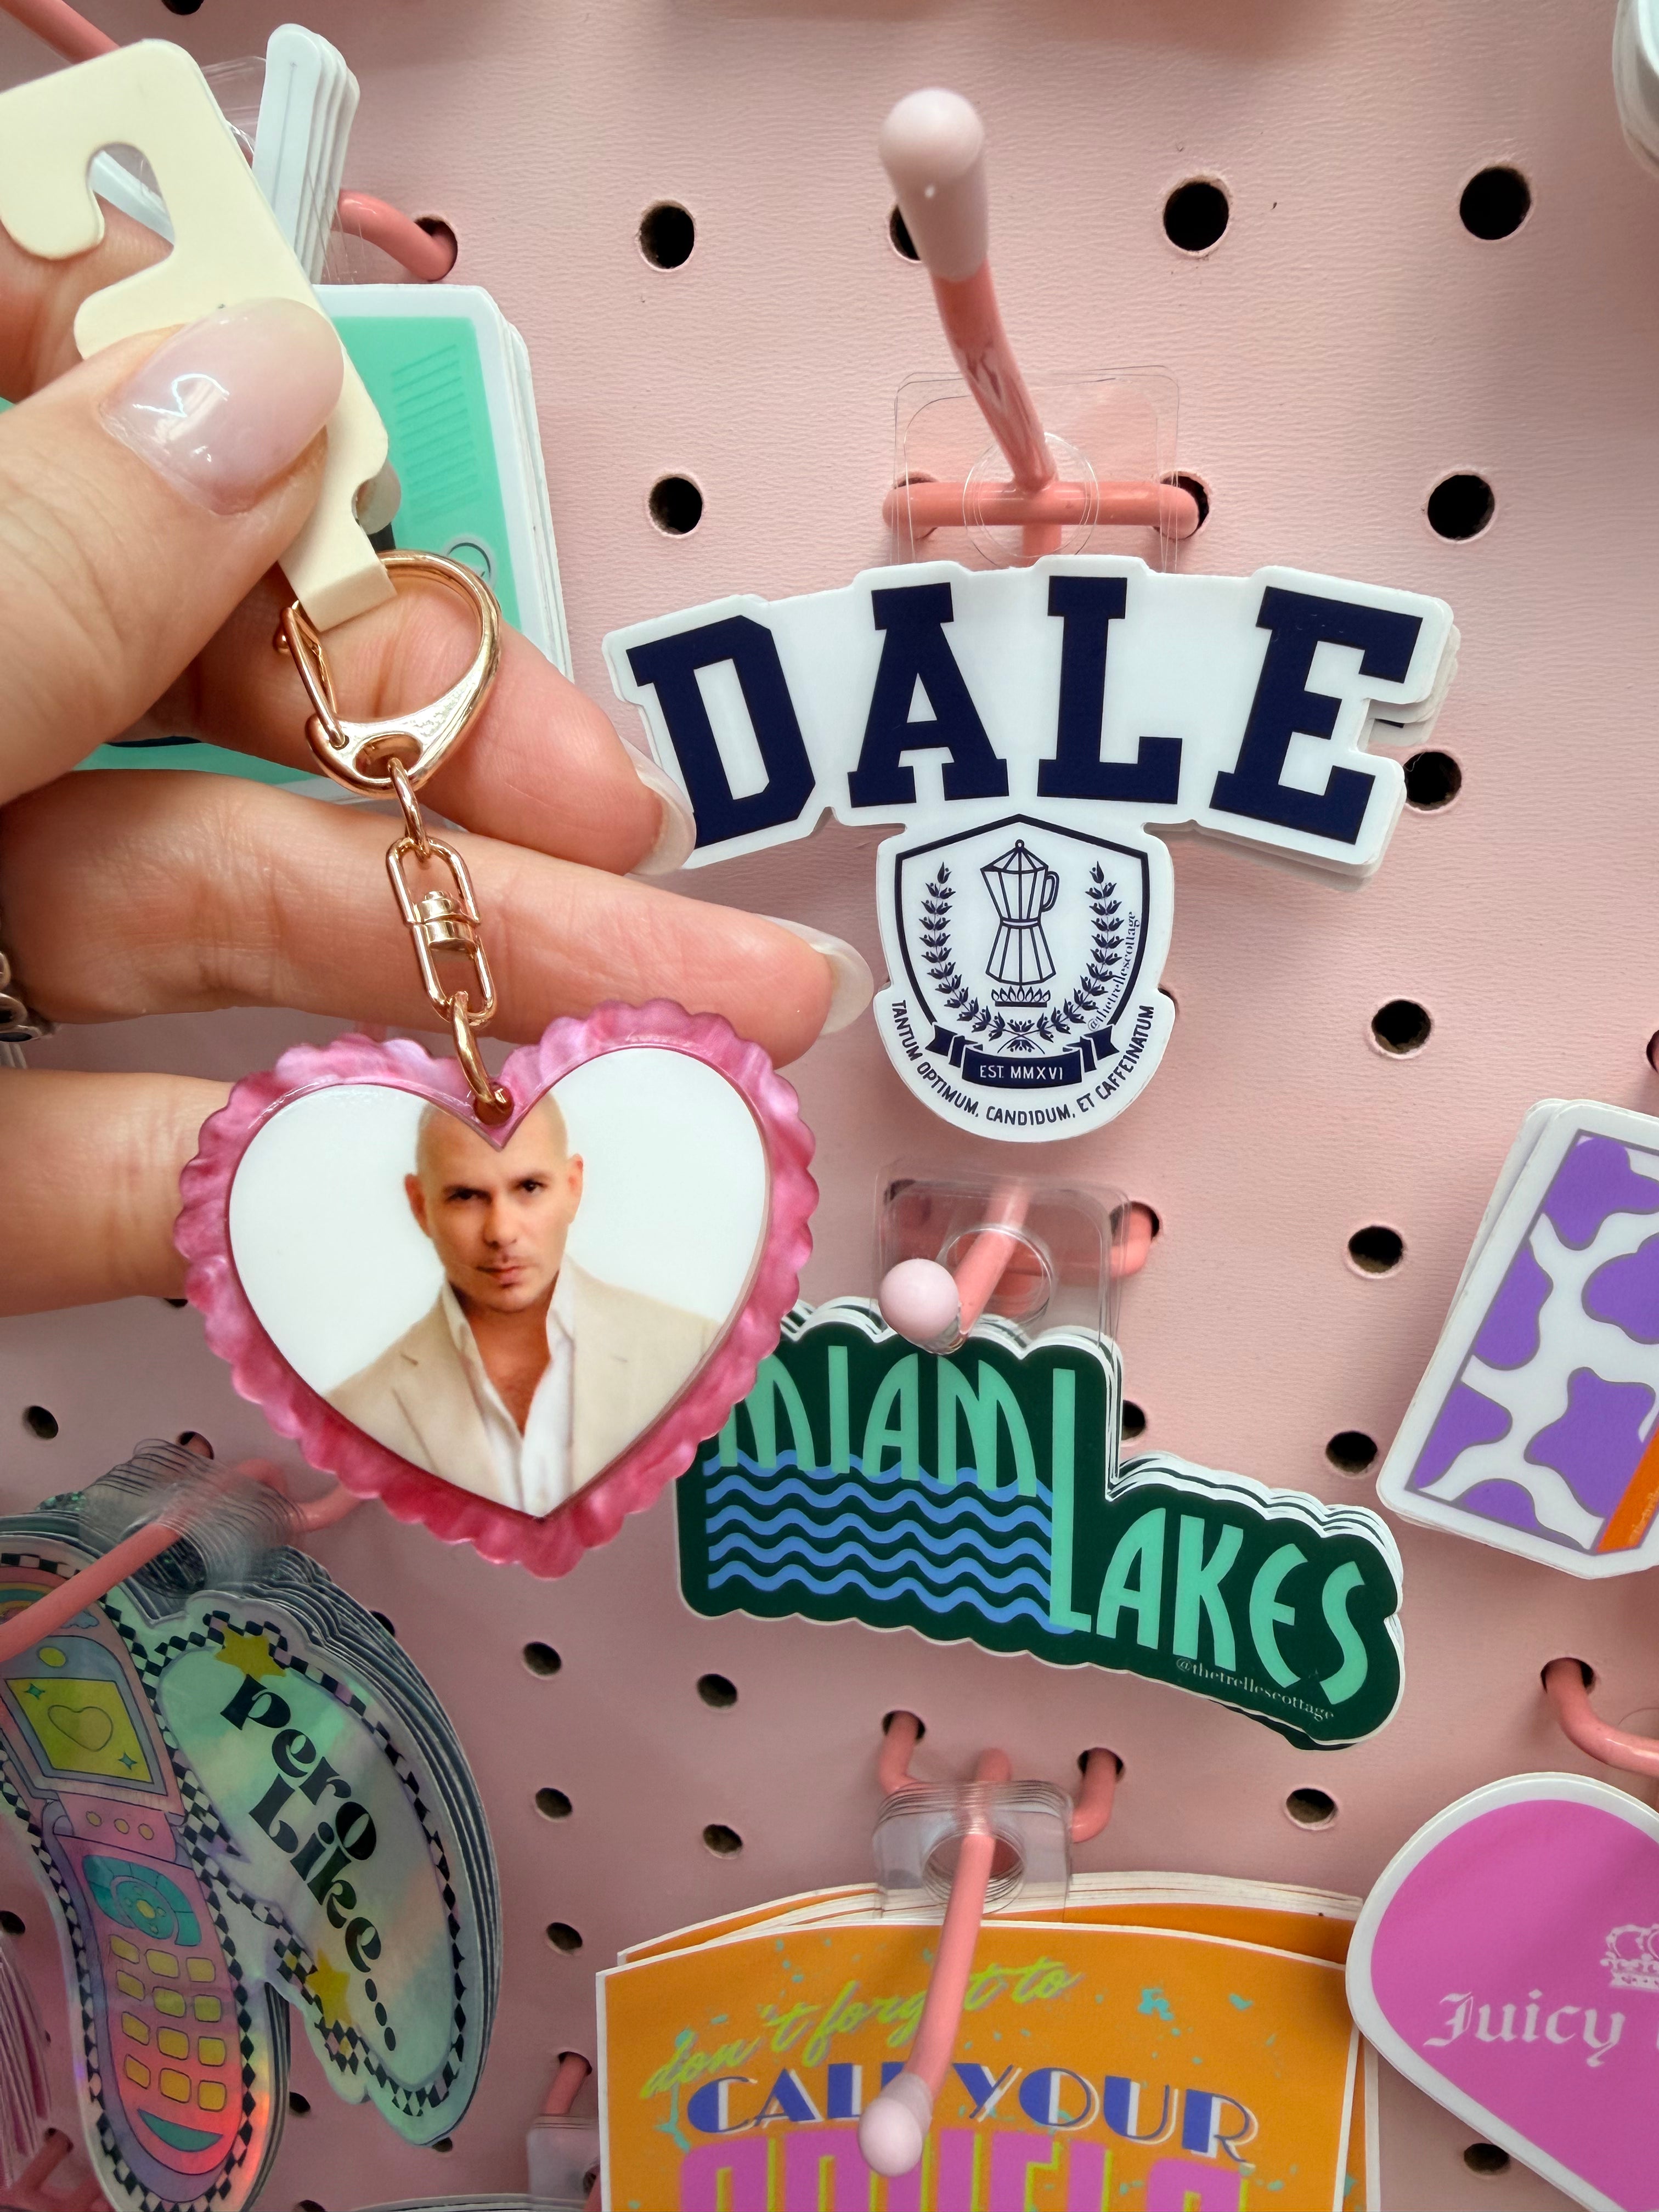 DALE
@thetrellescottage
EST. MMXVI
TANTUM OPTIMUM, CANDIDUM, ET CAFFEINATUM
MIAMI
LAKES
@thetrellescottage
Pero
Like...
don't forget to
CALL YOUR
Juicy